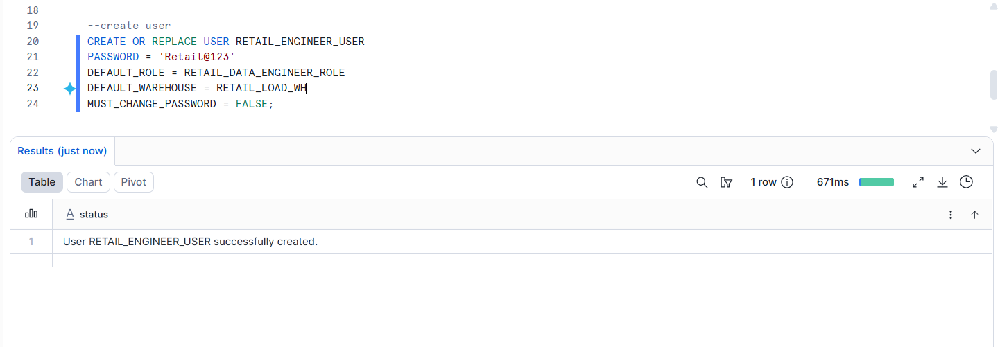 18
19 --create user
20 CREATE OR REPLACE USER RETAIL_ENGINEER_USER
21 PASSWORD = 'Retail@123'
22 DEFAULT_ROLE = RETAIL_DATA_ENGINEER_ROLE
23 DEFAULT_WAREHOUSE = RETAIL_LOAD_WH
24 MUST_CHANGE_PASSWORD = FALSE;
Results (just now)
Table Chart Pivot 1 row 671ms
A status
1 User RETAIL_ENGINEER_USER successfully created.